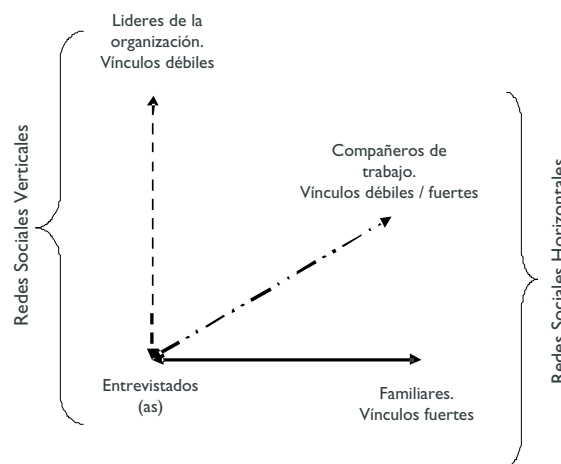 Lideres de la
organización.
Vínculos débiles
Redes Sociales Verticales
Compañeros de
trabajo.
Vínculos débiles / fuertes
Redes Sociales Horizontales
Entrevistados
(as)
Familiares.
Vínculos fuertes